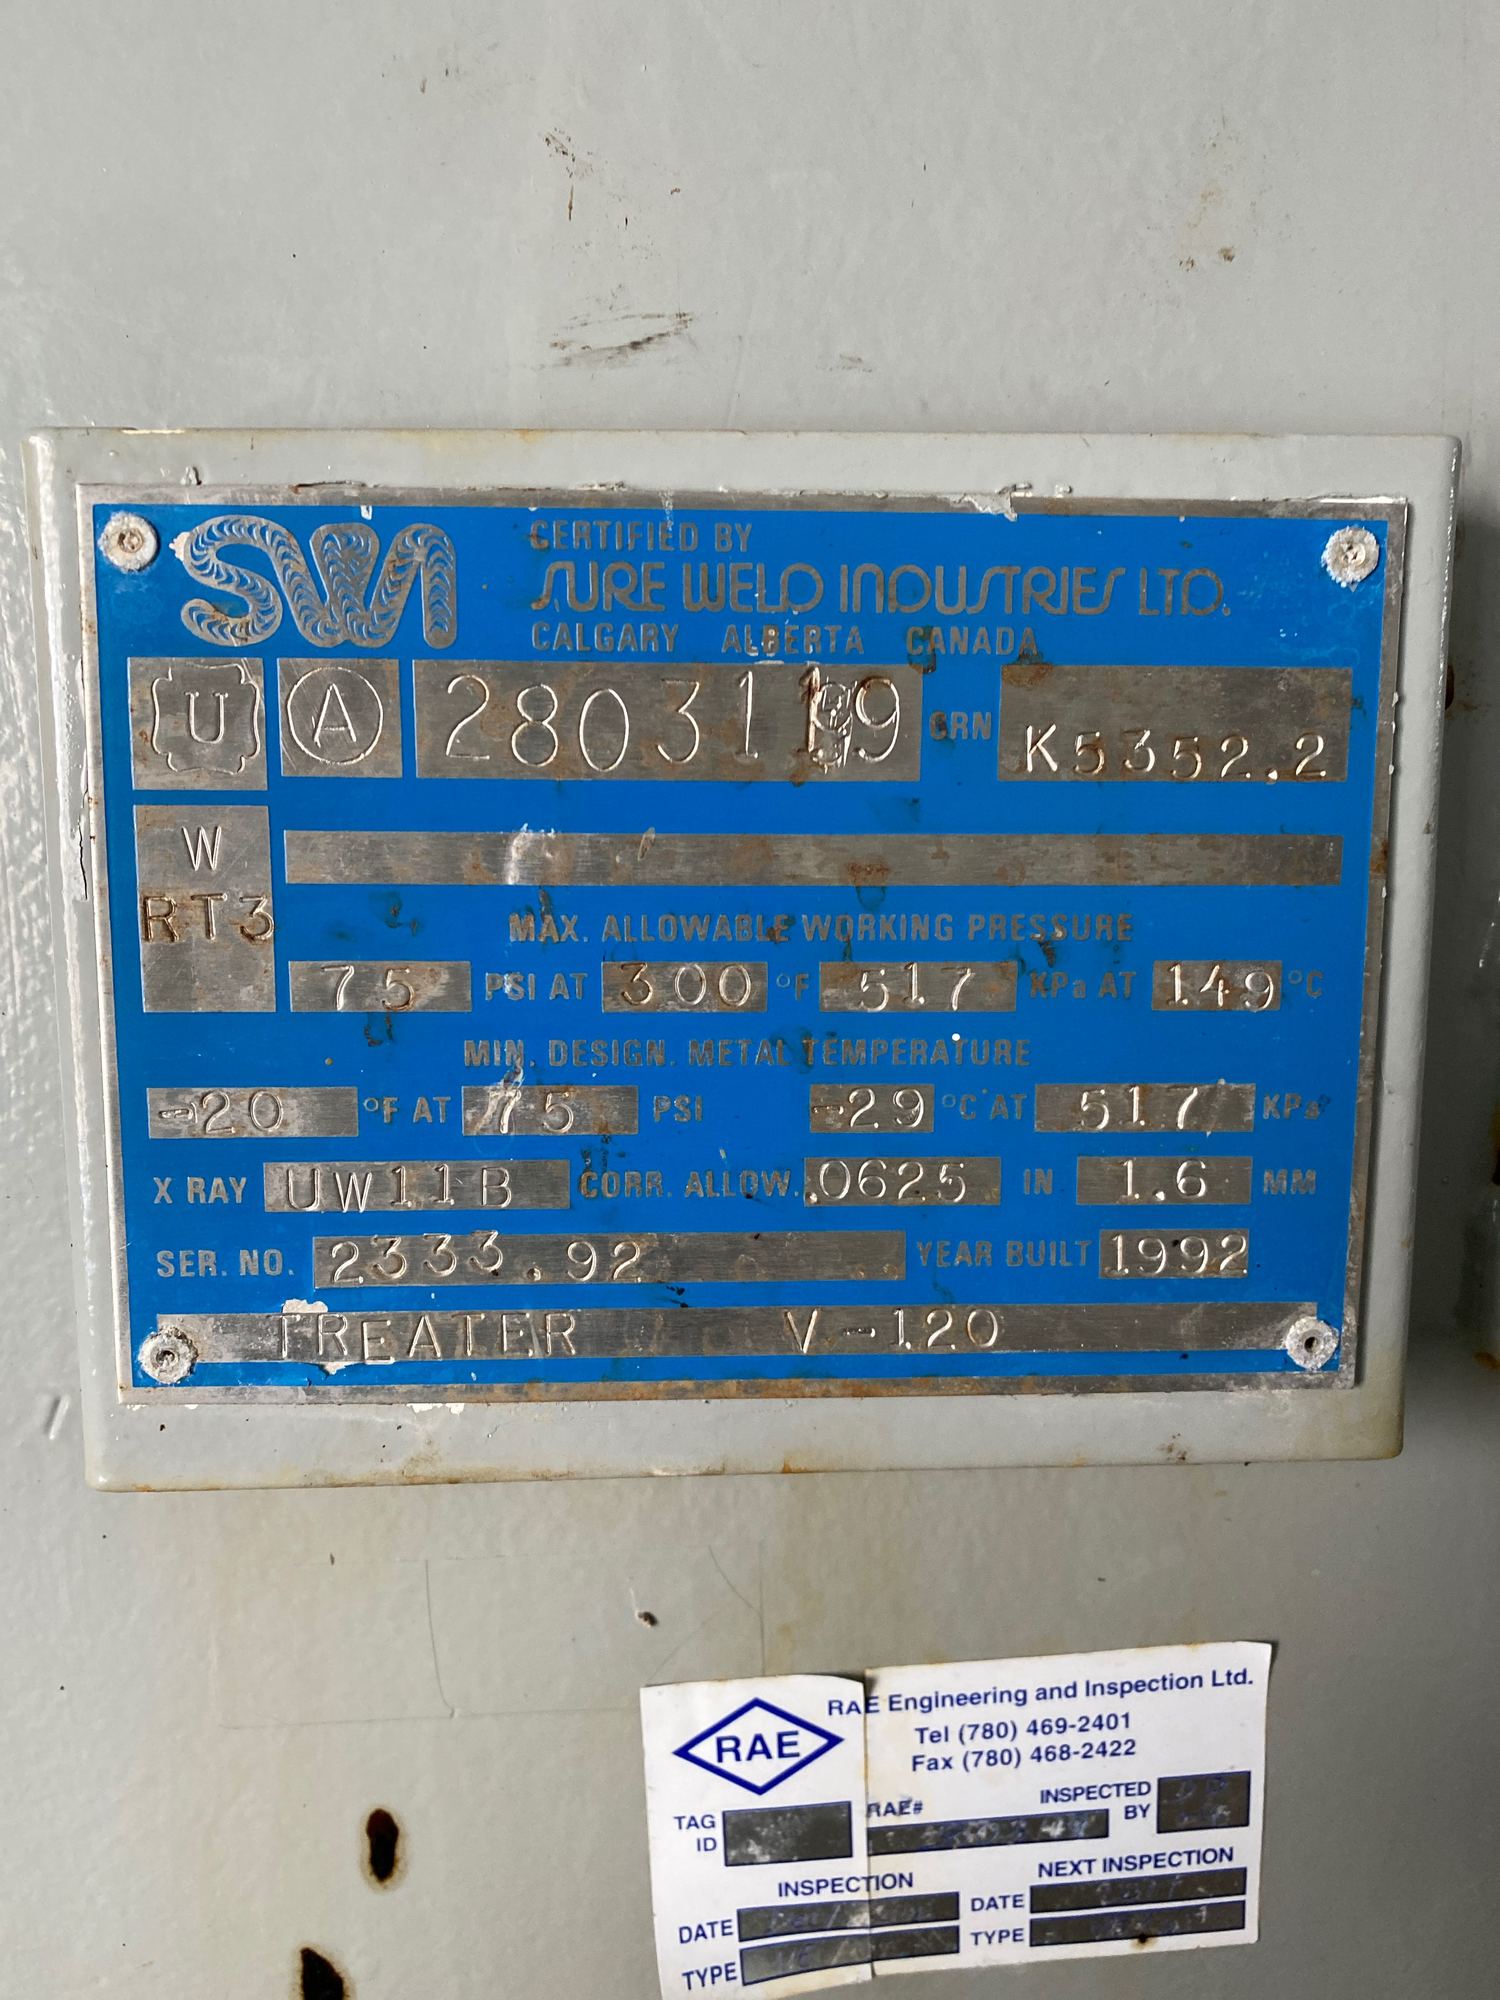 SWI
CERTIFIED BY
SURE WELD INDUSTRIES LTD.
CALGARY ALBERTA CANADA
U A GRN K5352.2
W
RT3
MAX. ALLOWABLE WORKING PRESSURE
75 PSI AT 300 °F 517 KPa AT 149 °C
MIN. DESIGN. METAL TEMPERATURE
-20 °F AT 75 PSI -29 °C AT 517 KPa
X RAY UW11B CORR. ALLOW. .0625 IN 1.6 MM
SER. NO. 2333.92 YEAR BUILT 1992
TREATER V-120
RAE
RAE Engineering and Inspection Ltd.
Tel (780) 469-2401
Fax (780) 468-2422
TAG ID RAE# INSPECTED BY
INSPECTION NEXT INSPECTION
DATE DATE
TYPE TYPE